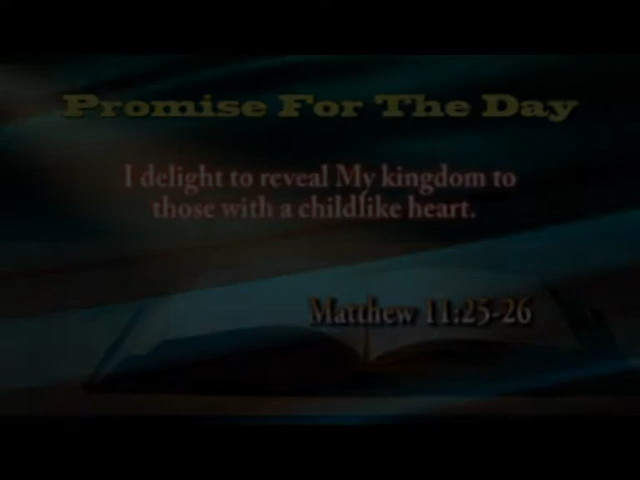 Promise For The Day
I delight to reveal My kingdom to
those with a childlike heart.
Matthew 11:25-26